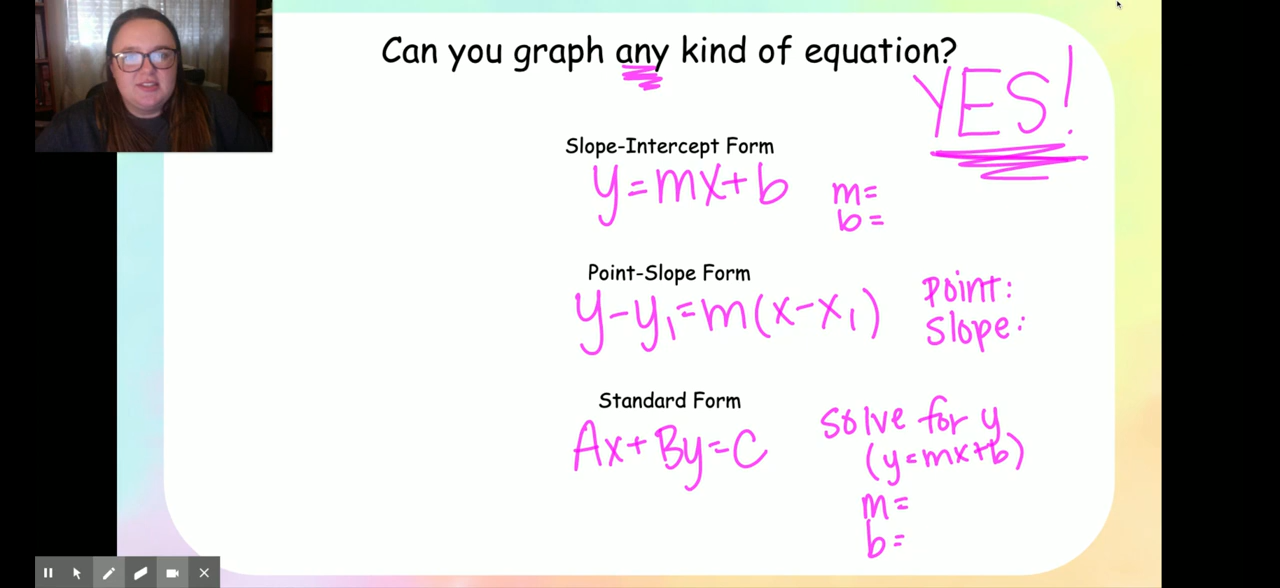 Can you graph any kind of equation?
YES!
Slope-Intercept Form
y=mx+b
m=
b=
Point-Slope Form
y-y₁=m(x-x₁)
Point:
Slope:
Standard Form
Ax+By=C
solve for y
(y=mx+b)
m=
b=